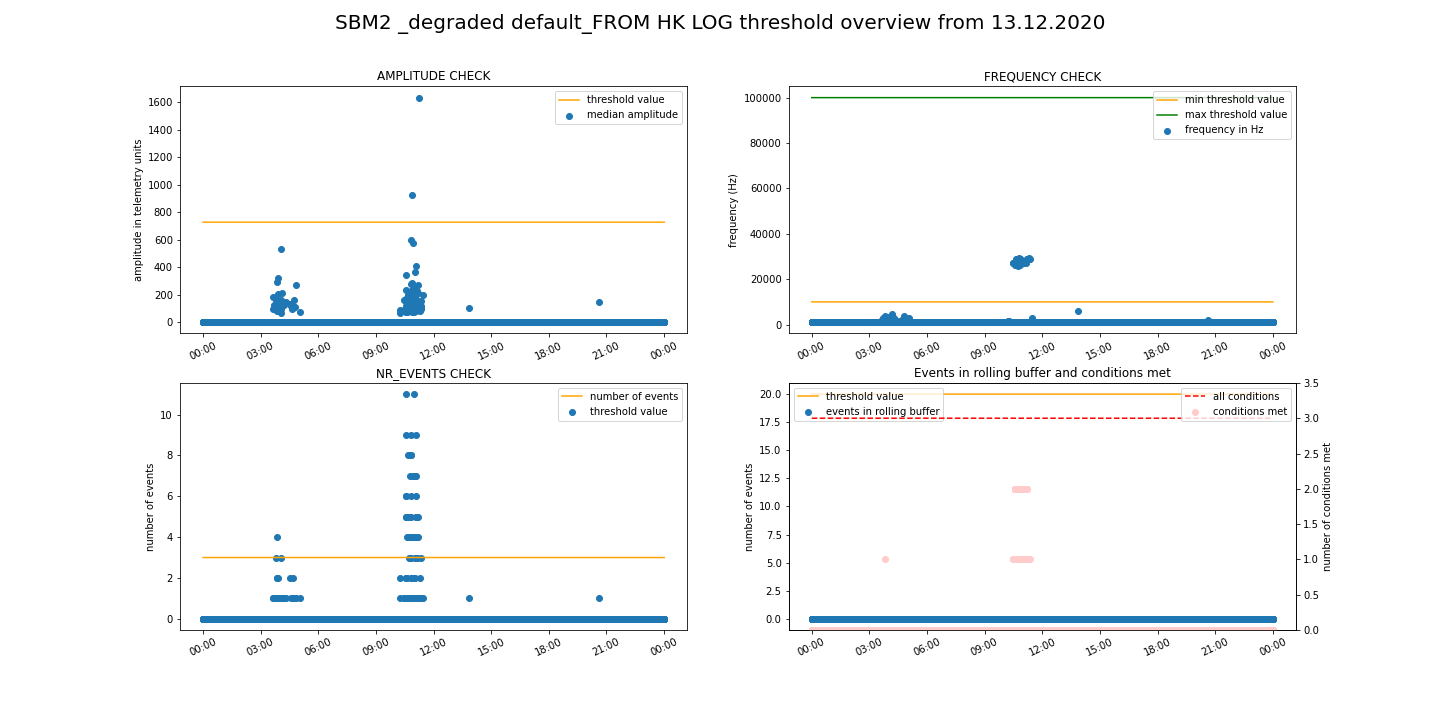 SBM2 _degraded default_FROM HK LOG threshold overview from 13.12.2020
AMPLITUDE CHECK
amplitude in telemetry units
1600
1400
1200
1000
800
600
400
200
0
threshold value
median amplitude
00:00 03:00 06:00 09:00 12:00 15:00 18:00 21:00 00:00
FREQUENCY CHECK
frequency (Hz)
100000
80000
60000
40000
20000
0
min threshold value
max threshold value
frequency in Hz
00:00 03:00 06:00 09:00 12:00 15:00 18:00 21:00 00:00
NR_EVENTS CHECK
number of events
10
8
6
4
2
0
number of events
threshold value
00:00 03:00 06:00 09:00 12:00 15:00 18:00 21:00 00:00
Events in rolling buffer and conditions met
number of events
20.0
17.5
15.0
12.5
10.0
7.5
5.0
2.5
0.0
threshold value
events in rolling buffer
all conditions
conditions met
3.5
3.0
2.5
2.0
1.5
1.0
0.5
0.0
number of conditions met
00:00 03:00 06:00 09:00 12:00 15:00 18:00 21:00 00:00